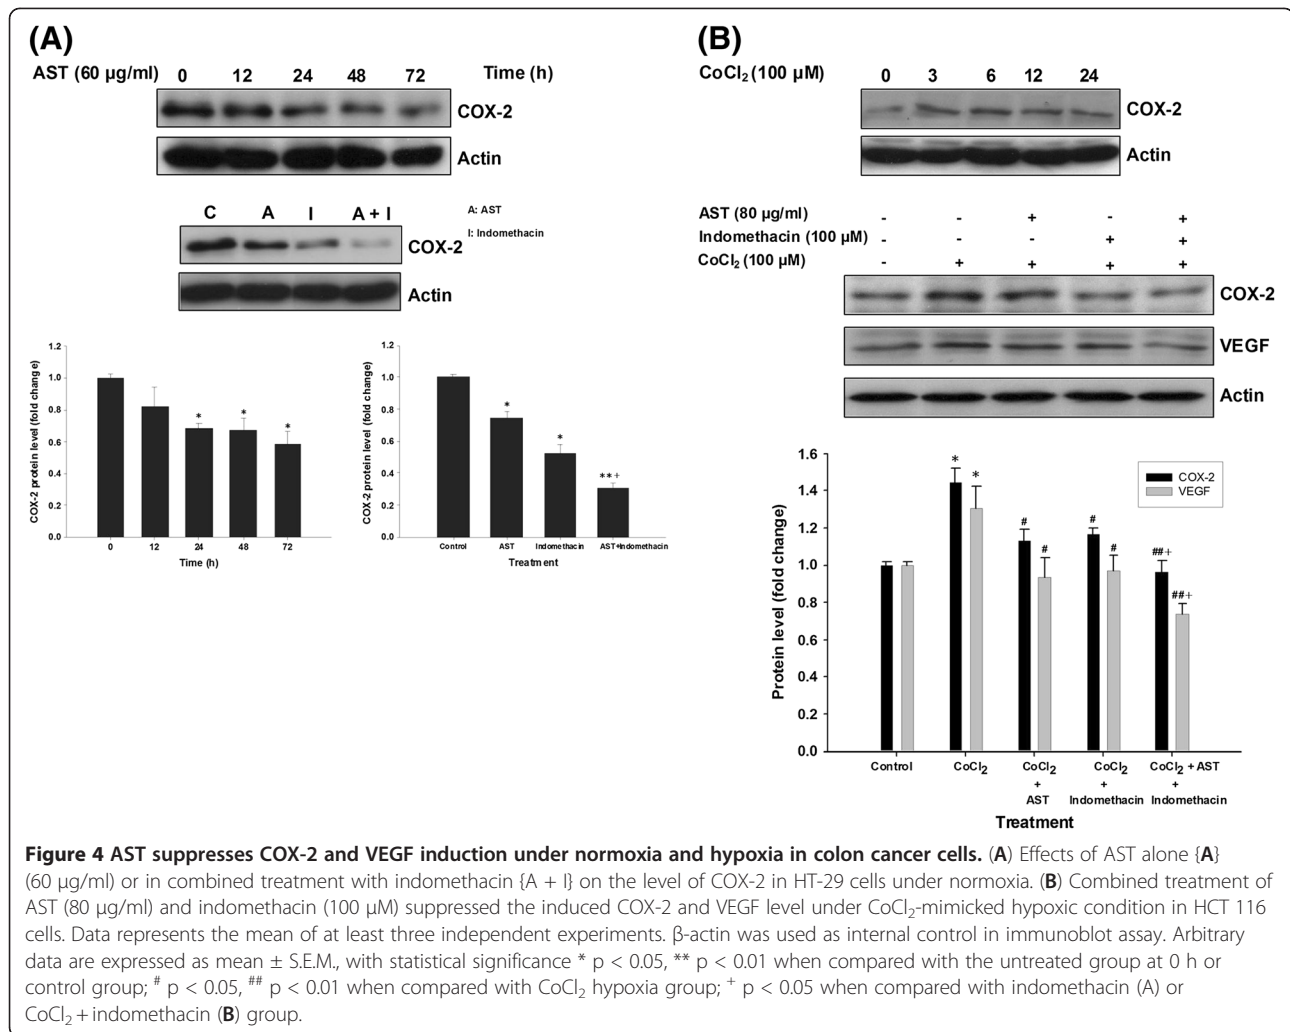 (A)
AST (60 µg/ml) 0 12 24 48 72 Time (h)
COX-2
Actin
C A I A + I
A: AST
I: Indomethacin
COX-2
Actin
COX-2 protein level (fold change)
1.2
1.0
0.8
0.6
0.4
0.2
0.0
* * *
0 12 24 48 72
Time (h)
COX-2 protein level (fold change)
1.2
1.0
0.8
0.6
0.4
0.2
0.0
* * **+
Control AST Indomethacin AST+Indomethacin
Treatment
(B)
CoCl₂ (100 µM) 0 3 6 12 24
COX-2
Actin
AST (80 µg/ml) - - + - +
Indomethacin (100 µM) - - - + +
CoCl₂ (100 µM) - + + + +
COX-2
VEGF
Actin
Protein level (fold change)
1.6
1.4
1.2
1.0
0.8
0.6
0.4
0.2
0.0
COX-2
VEGF
* * # # # # ##+ ##+
Control CoCl₂ CoCl₂ CoCl₂ CoCl₂ + AST
+ + +
AST Indomethacin Indomethacin
Treatment
Figure 4 AST suppresses COX-2 and VEGF induction under normoxia and hypoxia in colon cancer cells. (A) Effects of AST alone {A}
(60 µg/ml) or in combined treatment with indomethacin {A + I} on the level of COX-2 in HT-29 cells under normoxia. (B) Combined treatment of
AST (80 µg/ml) and indomethacin (100 µM) suppressed the induced COX-2 and VEGF level under CoCl₂-mimicked hypoxic condition in HCT 116
cells. Data represents the mean of at least three independent experiments. β-actin was used as internal control in immunoblot assay. Arbitrary
data are expressed as mean ± S.E.M., with statistical significance * p < 0.05, ** p < 0.01 when compared with the untreated group at 0 h or
control group; # p < 0.05, ## p < 0.01 when compared with CoCl₂ hypoxia group; + p < 0.05 when compared with indomethacin (A) or
CoCl₂ + indomethacin (B) group.